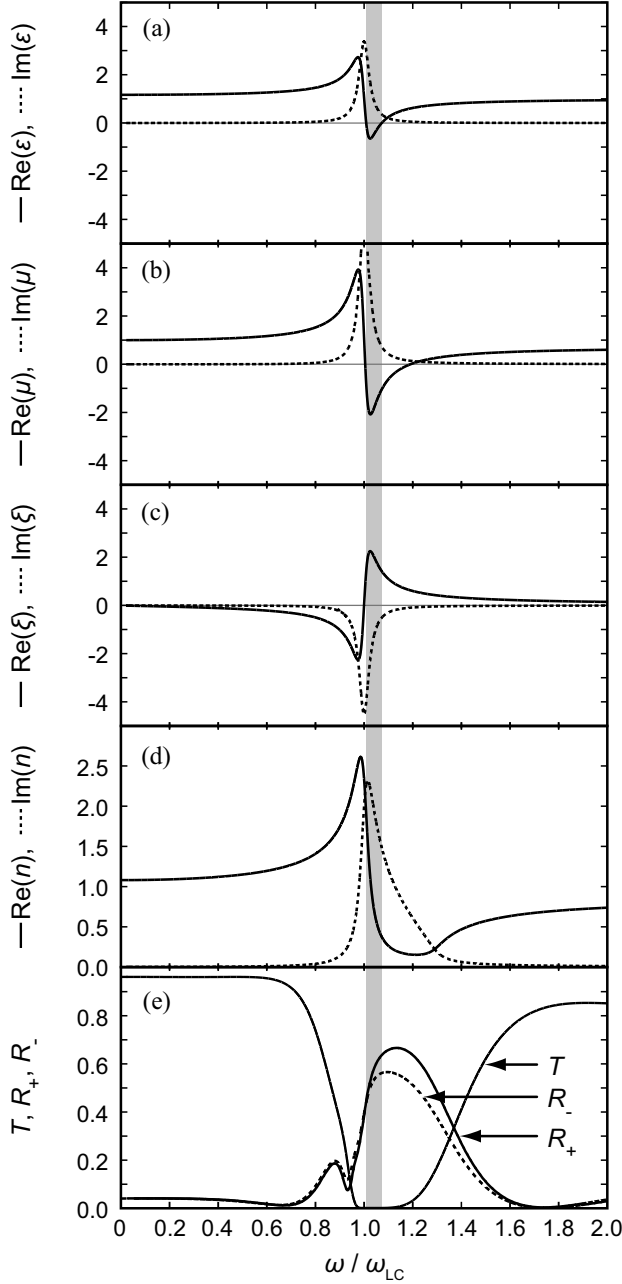 (a)
4
2
0
-2
-4
— Re(ε), ···· Im(ε)
(b)
4
2
0
-2
-4
— Re(μ), ···· Im(μ)
(c)
4
2
0
-2
-4
— Re(ξ), ···· Im(ξ)
(d)
2.5
2.0
1.5
1.0
0.5
0.0
— Re(n), ···· Im(n)
(e)
0.8
0.6
0.4
0.2
0.0
T, R₊, R₋
T
R₋
R₊
0 0.2 0.4 0.6 0.8 1.0 1.2 1.4 1.6 1.8 2.0
ω / ω_LC